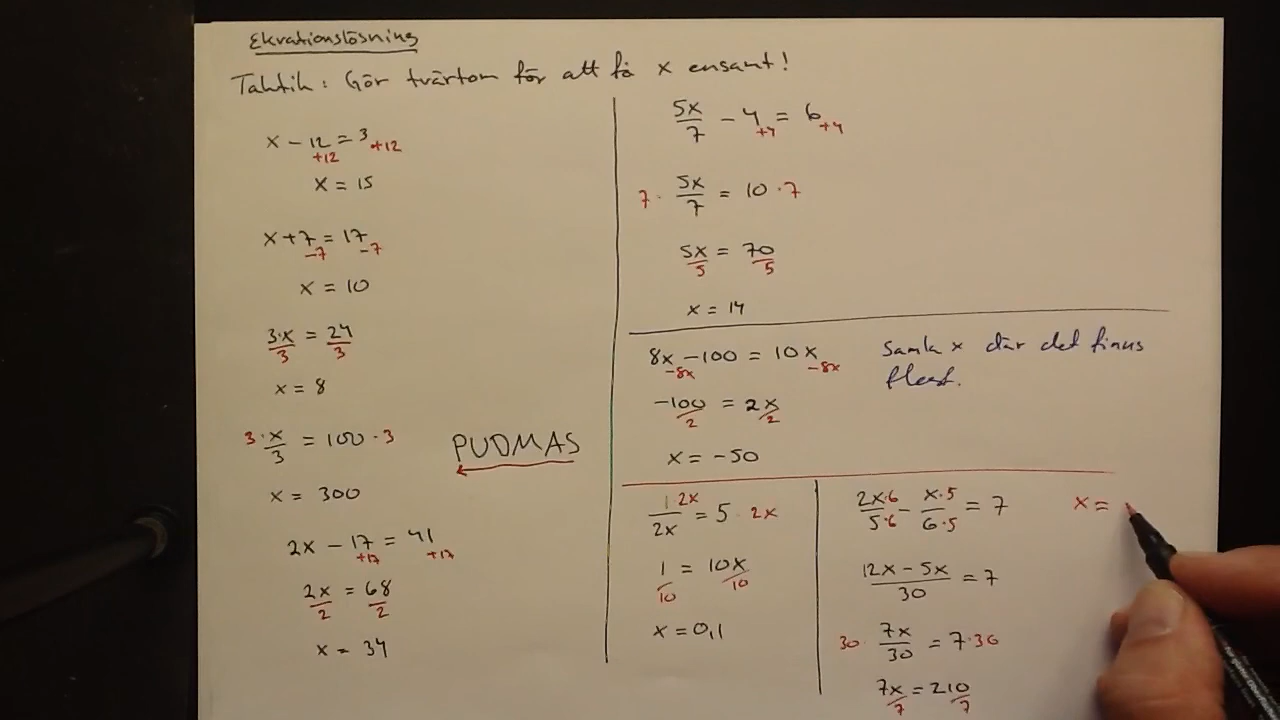 Ekvationslösning
Taktik: Gör tvärtom för att få x ensamt!
x - 12 = 3
+12 +12
x = 15
x + 7 = 17
-7 -7
x = 10
3·x/3 = 24/3
x = 8
3· x/3 = 100 ·3
x = 300
PUDMAS
2x - 17 = 41
+17 +17
2x/2 = 68/2
x = 34
5x/7 - 4 = 6
+4 +4
7· 5x/7 = 10 ·7
5x/5 = 70/5
x = 14
8x - 100 = 10x
-8x -8x
-100/2 = 2x/2
x = -50
Samla x där det finns
flest.
1 2x/2x = 5 · 2x
1/10 = 10x/10
x = 0,1
2x·6/5·6 - x·5/6·5 = 7
12x - 5x/30 = 7
30· 7x/30 = 7·30
7x/7 = 210/7
x =